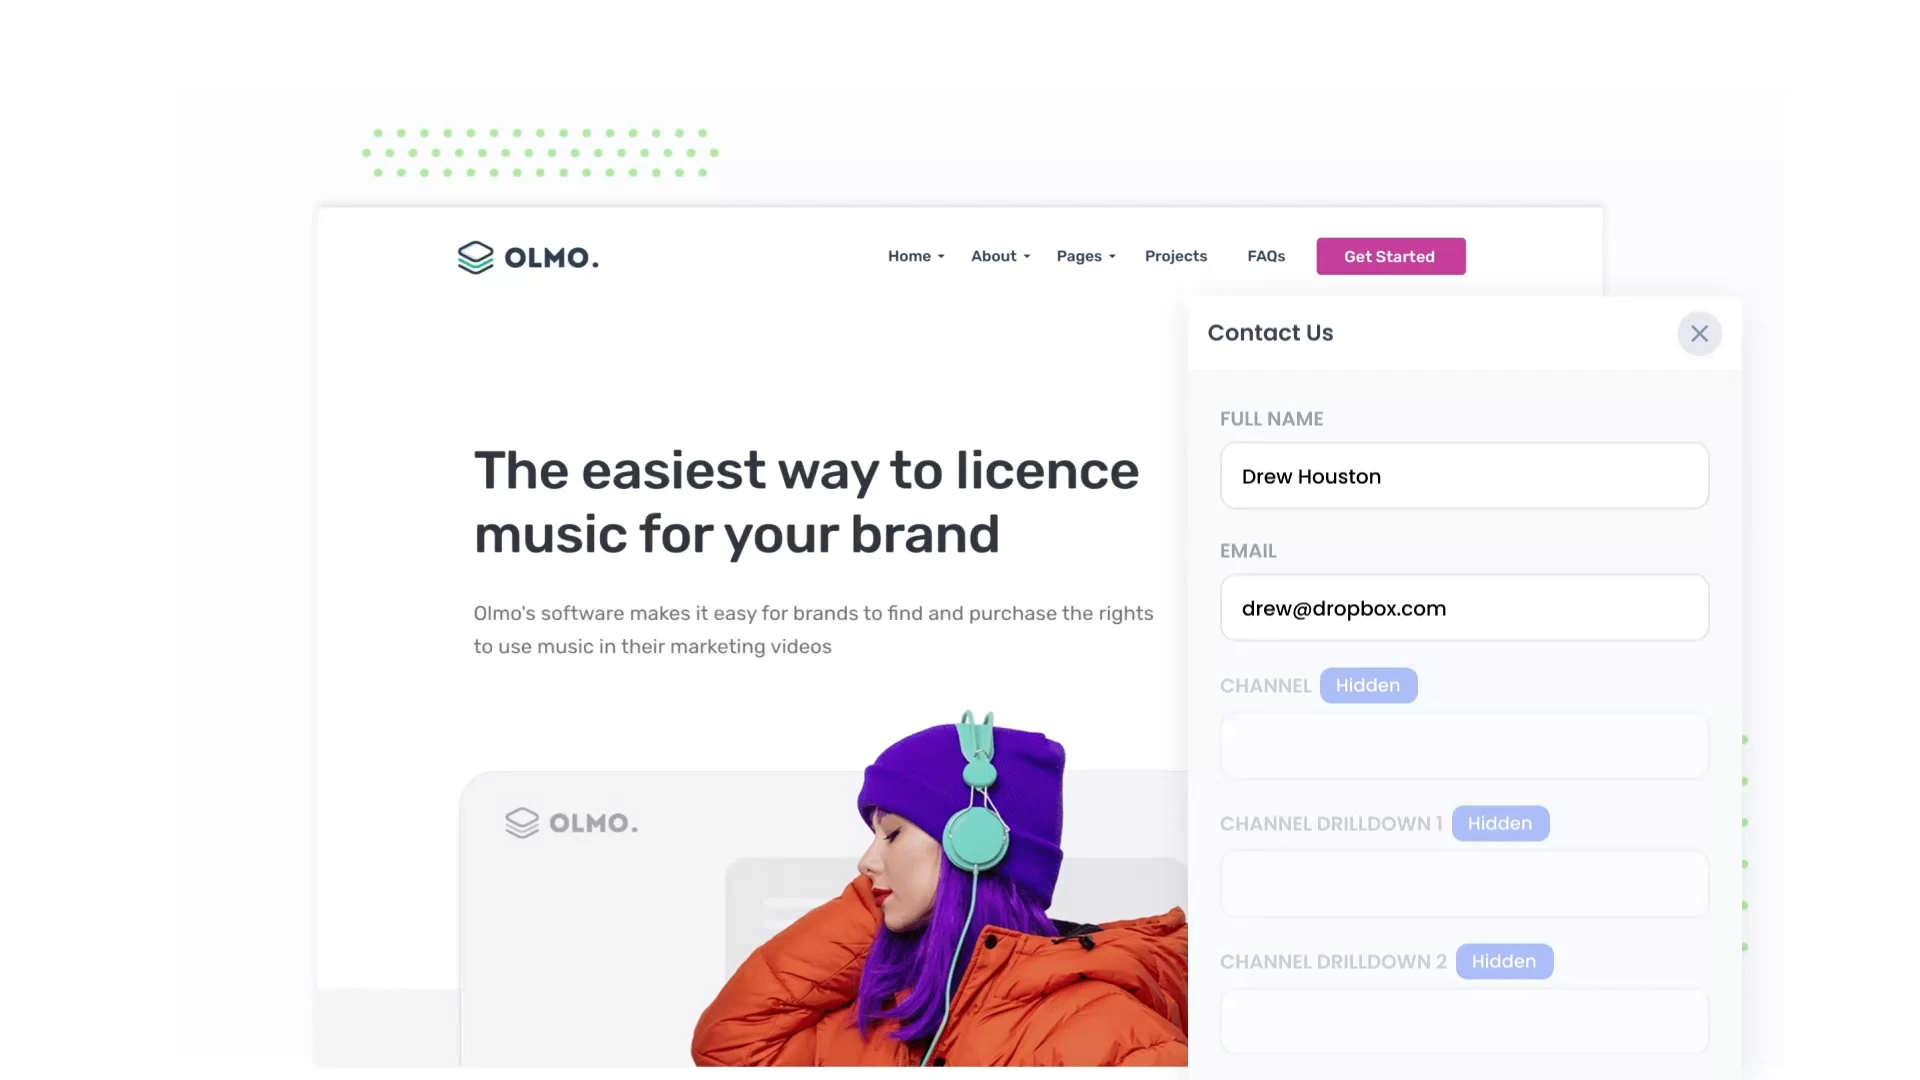 OLMO.
Home
About
Pages
Projects
FAQs
Get Started
The easiest way to licence
music for your brand
Olmo's software makes it easy for brands to find and purchase the rights
to use music in their marketing videos
OLMO.
Contact Us
FULL NAME
Drew Houston
EMAIL
drew@dropbox.com
CHANNEL Hidden
CHANNEL DRILLDOWN 1 Hidden
CHANNEL DRILLDOWN 2 Hidden